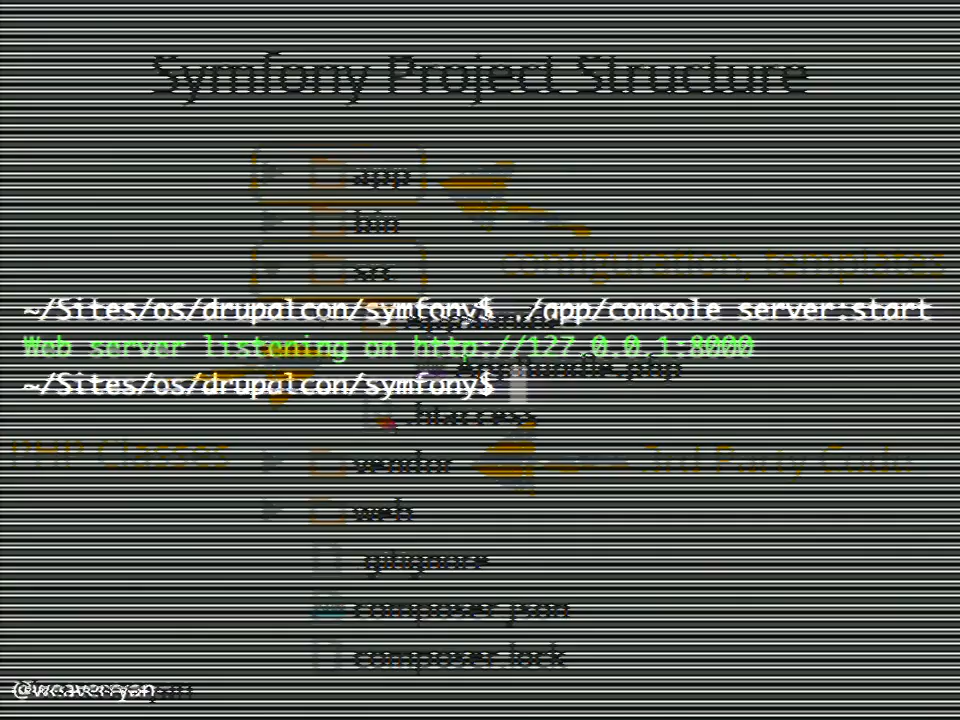 Symfony Project Structure
app
bin
configuration, templates
src
~/Sites/os/drupalcon/symfony$ ./app/console server:start
Web server listening on http://127.0.0.1:8000
AppBundle.php
~/Sites/os/drupalcon/symfony$
.htaccess
PHP Classes
vendor
3rd Party Code
web
.gitignore
composer.json
composer.lock
@weaverryan